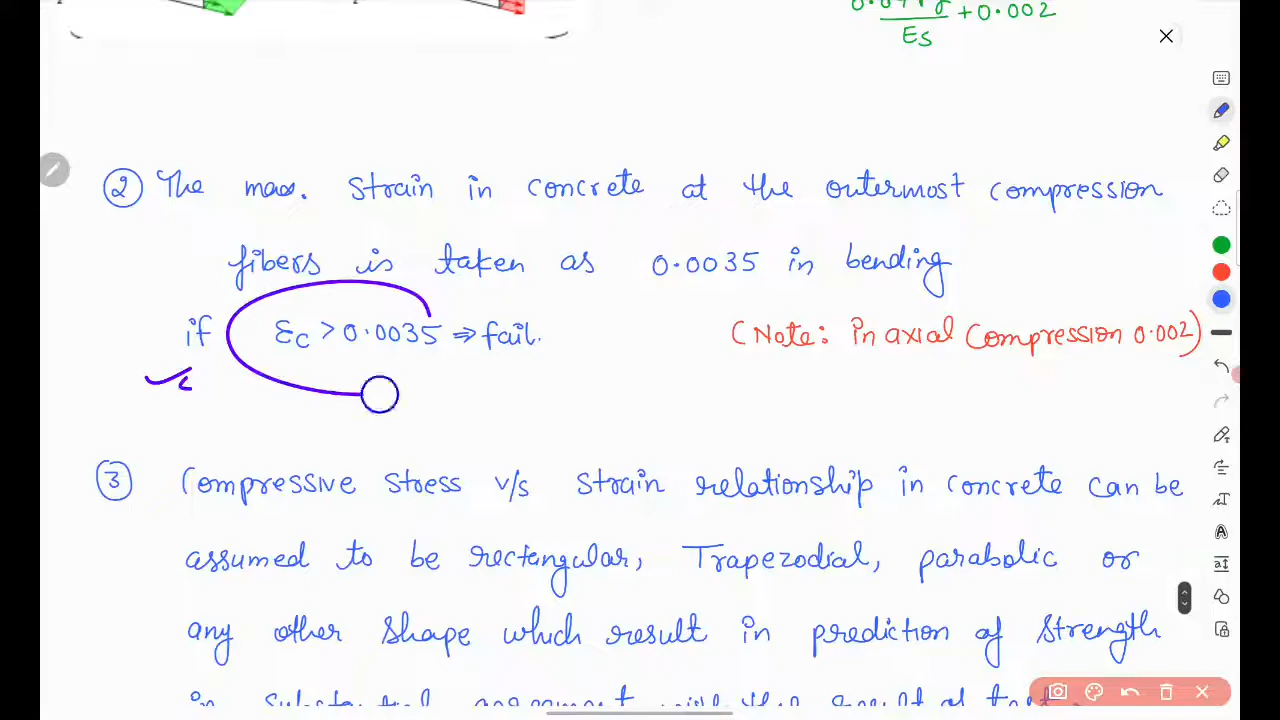 +0.002
Es
② The max. Strain in concrete at the outermost compression
fibers is taken as 0.0035 in bending
if εc > 0.0035 ⇒ fail. (Note: in axial compression 0.002)
③ Compressive stress v/s strain relationship in concrete can be
assumed to be rectangular, Trapezodial, parabolic or
any other shape which result in prediction of strength